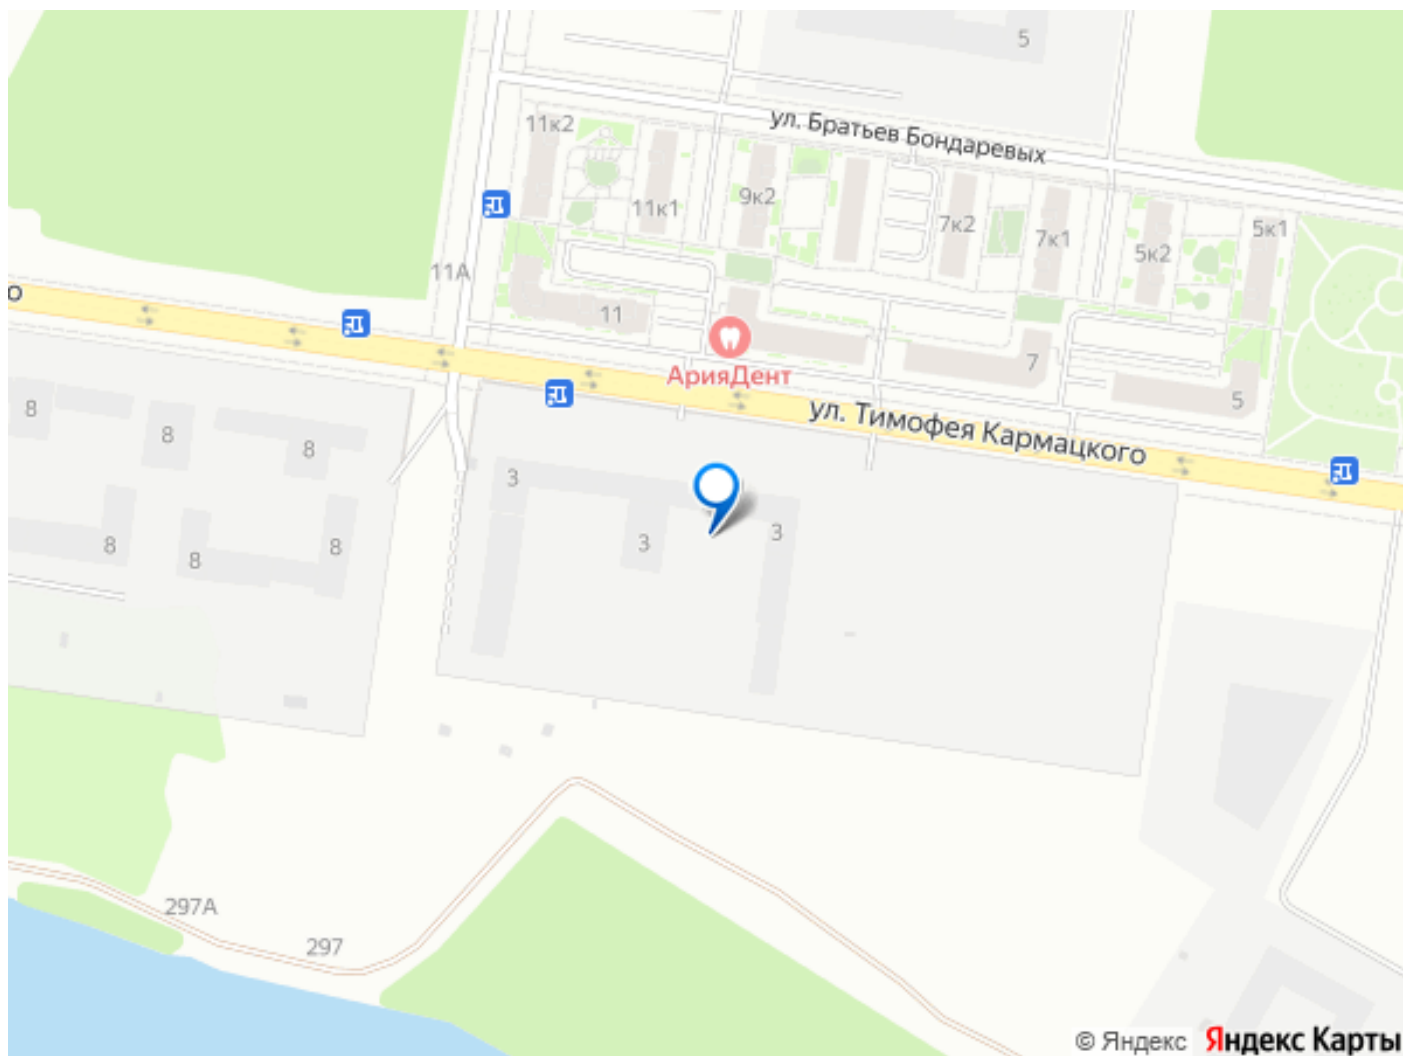 5
ул. Братьев Бондаревых
11к2
11к1
9к2
7к2
7к1
5к2
5к1
11А
о
11
7
5
АрияДент
ул. Тимофея Кармацкого
8
8
8
3
3
3
8
8
8
297А
297
© Яндекс Яндекс Карты